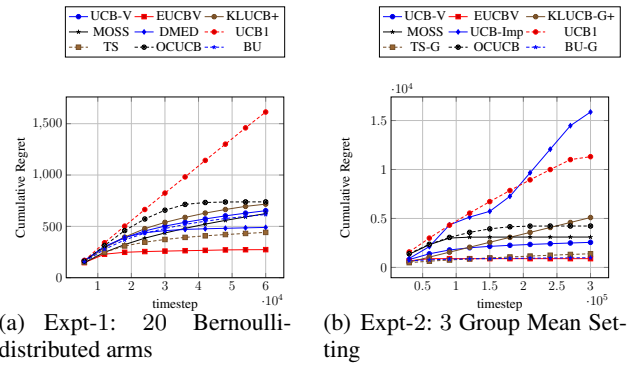 UCB-V EUCBV KLUCB+
MOSS DMED UCB1
TS OCUCB BU
Cumulative Regret
1,500
1,000
500
0
1 2 3 4 5 6
timestep
·10^4
(a) Expt-1: 20 Bernoulli-
distributed arms
UCB-V EUCBV KLUCB-G+
MOSS UCB-Imp UCB1
TS-G OCUCB BU-G
·10^4
Cumulative Regret
1.5
1
0.5
0
0.5 1 1.5 2 2.5 3
timestep
·10^5
(b) Expt-2: 3 Group Mean Set-
ting